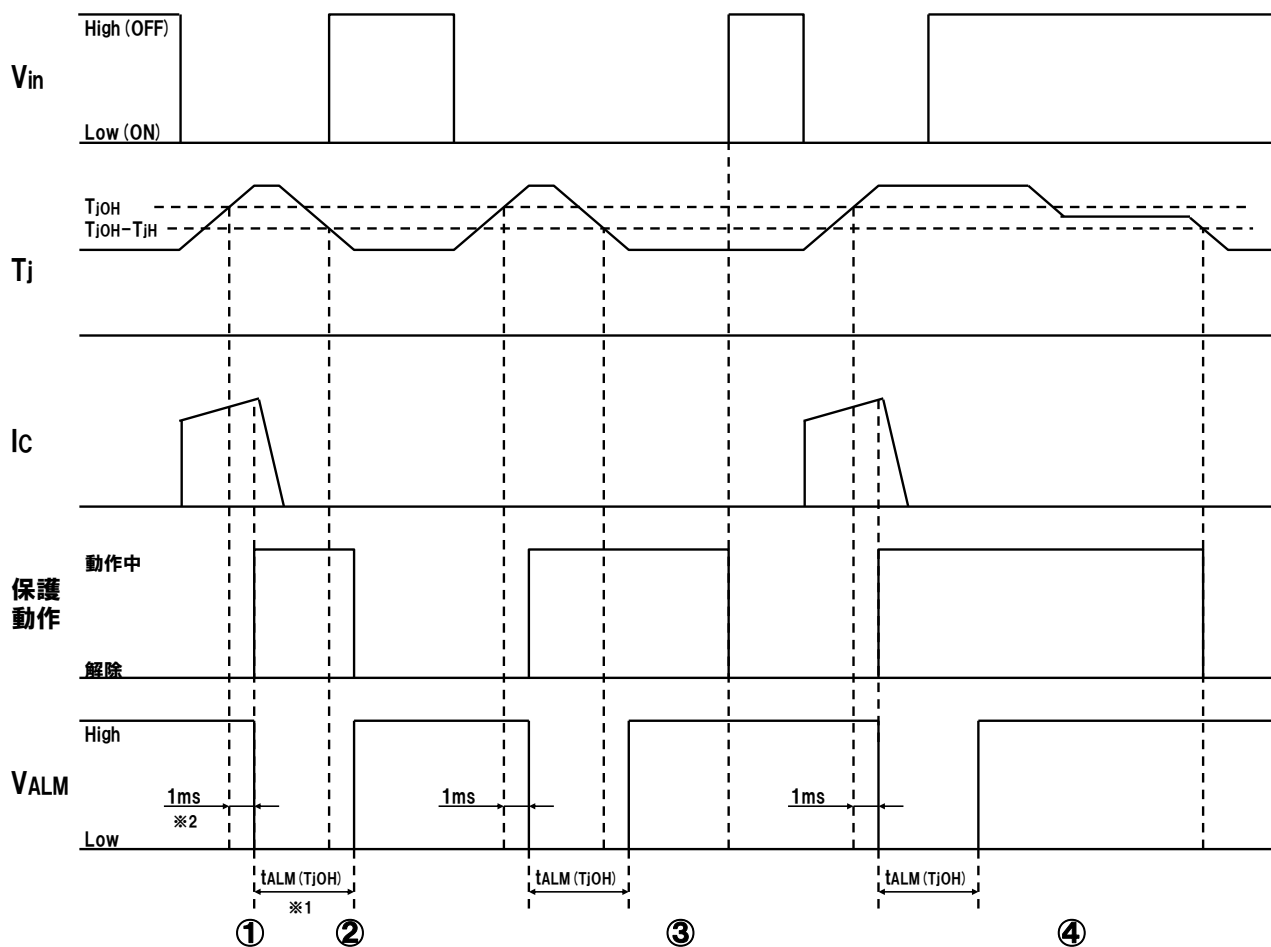 High(OFF)
Vin
Low(ON)
TjOH
TjOH-TjH
Tj
IC
動作中
保護
動作
解除
High
VALM
1ms
1ms
1ms
※2
Low
tALM(TjOH)
tALM(TjOH)
tALM(TjOH)
※1
① ② ③ ④